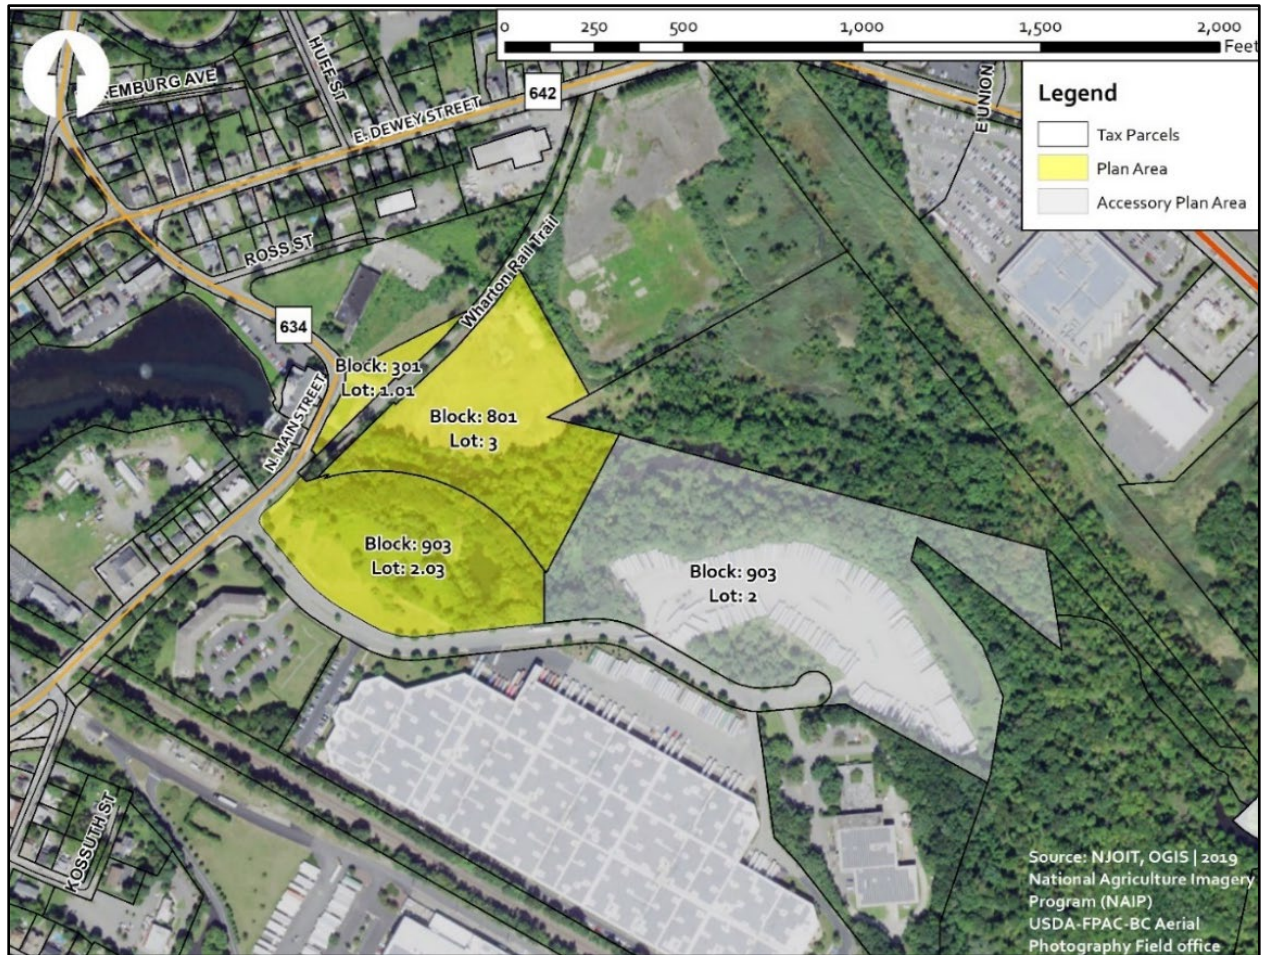 0 250 500 1,000 1,500 2,000
Feet
Legend
Tax Parcels
Plan Area
Accessory Plan Area
HUFF ST
EMBURG AVE
642
E. DEWEY STREET
E UNION
ROSS ST
Wharton Rail Trail
634
Block: 301
Lot: 1.01
N. MAIN STREET
Block: 801
Lot: 3
Block: 903
Lot: 2.03
Block: 903
Lot: 2
KOSSUTH ST
Source: NJOIT, OGIS | 2019
National Agriculture Imagery
Program (NAIP)
USDA-FPAC-BC Aerial
Photography Field office